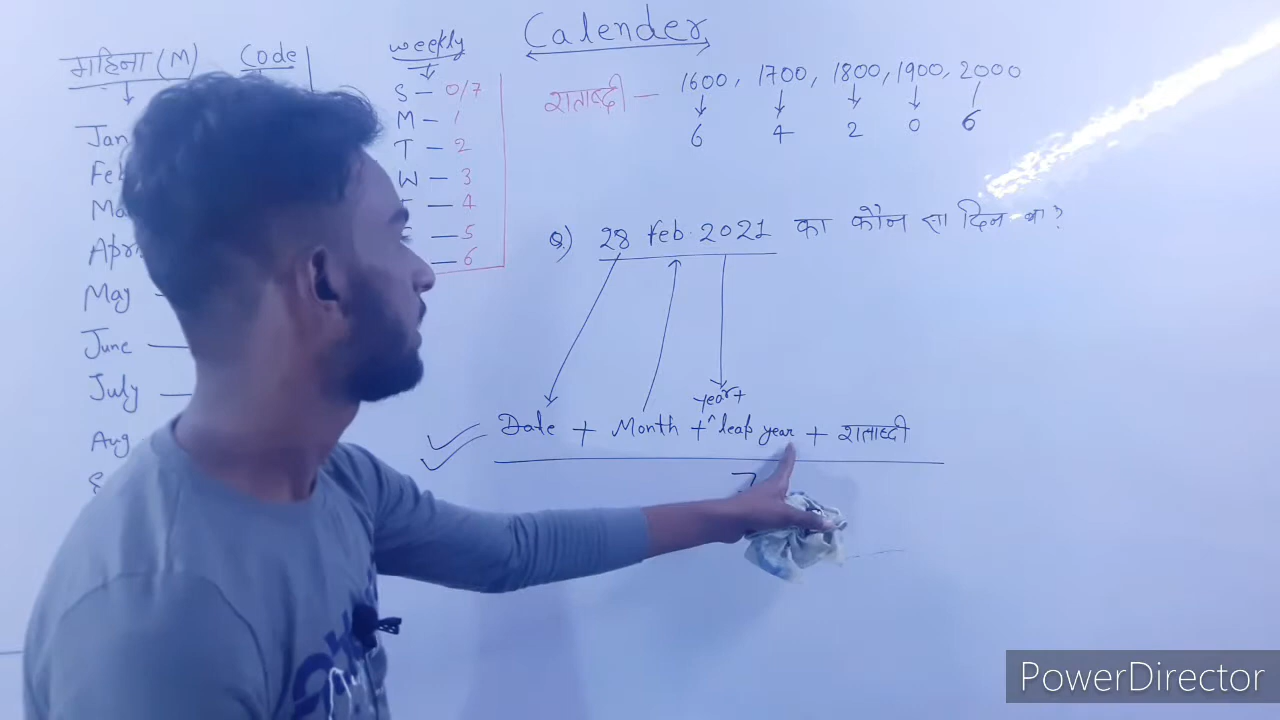 Calender
महिना (M) Code
Jan
Feb
Ma
Apr
May —
June —
July —
Aug
weekly
S — 0/7
M — 1
T — 2
W — 3
— 4
— 5
— 6
शताब्दी — 1600, 1700, 1800, 1900, 2000
6 4 2 0 6
Q.) 28 feb. 2021 का कौन सा दिन था ?
year +
Date + Month + ^ leap year + शताब्दी
7
PowerDirector